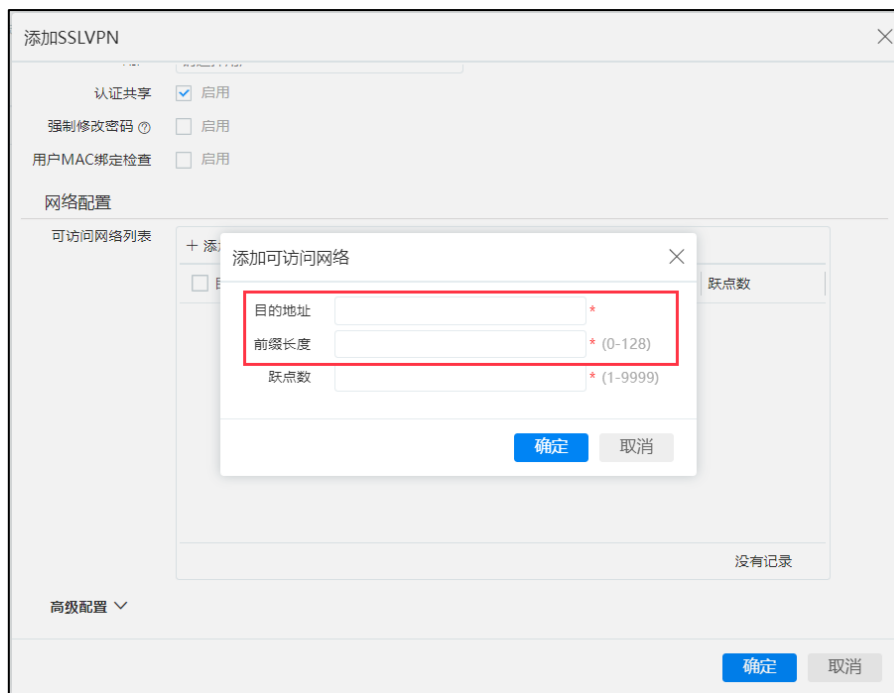 添加SSLVPN
认证共享 启用
强制修改密码 启用
用户MAC绑定检查 启用
网络配置
可访问网络列表
添加可访问网络
跃点数
目的地址 *
前缀长度 * (0-128)
跃点数 * (1-9999)
确定 取消
没有记录
高级配置
确定 取消